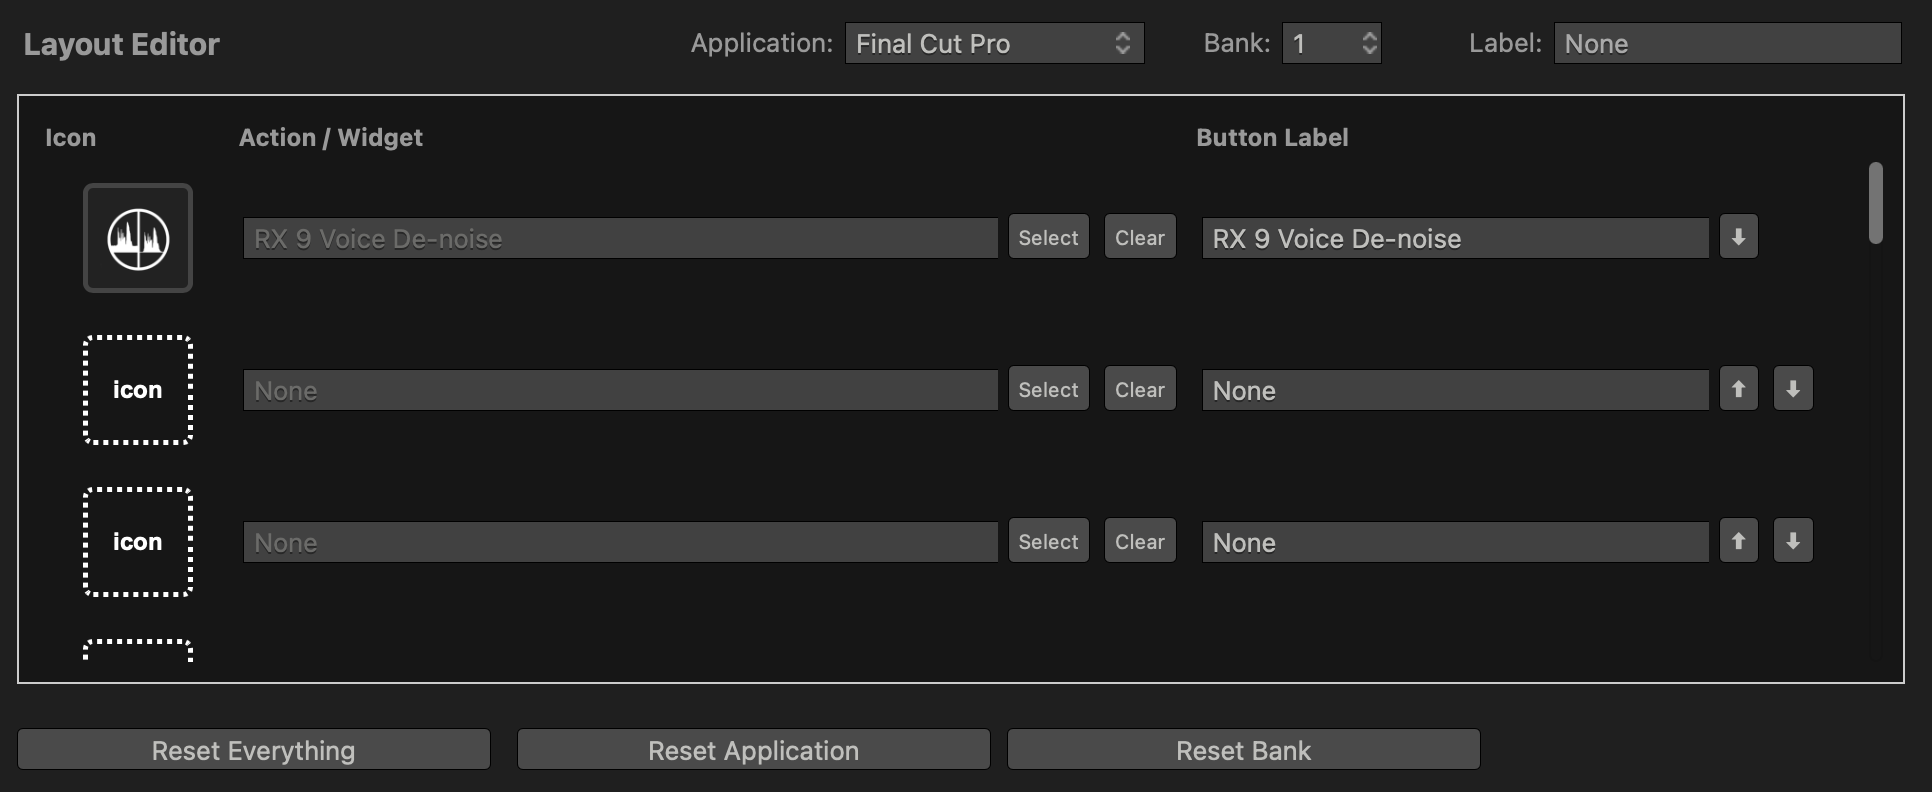 Layout Editor Application: Final Cut Pro Bank: 1 Label: None
Icon Action / Widget Button Label
RX 9 Voice De-noise Select Clear RX 9 Voice De-noise
icon None Select Clear None
icon None Select Clear None
Reset Everything Reset Application Reset Bank